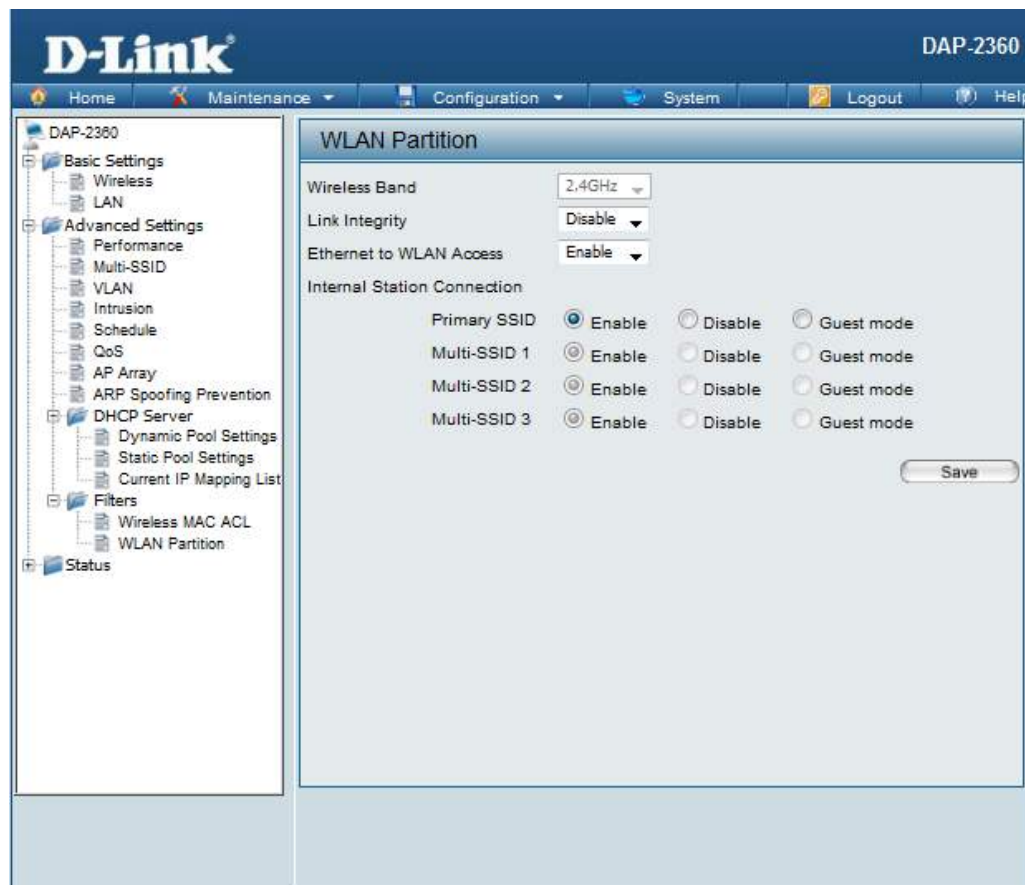 D-Link
DAP-2360
Home Maintenance Configuration System Logout Help
DAP-2360
Basic Settings
Wireless
LAN
Advanced Settings
Performance
Multi-SSID
VLAN
Intrusion
Schedule
QoS
AP Array
ARP Spoofing Prevention
DHCP Server
Dynamic Pool Settings
Static Pool Settings
Current IP Mapping List
Filters
Wireless MAC ACL
WLAN Partition
Status
WLAN Partition
Wireless Band 2.4GHz
Link Integrity Disable
Ethernet to WLAN Access Enable
Internal Station Connection
Primary SSID Enable Disable Guest mode
Multi-SSID 1 Enable Disable Guest mode
Multi-SSID 2 Enable Disable Guest mode
Multi-SSID 3 Enable Disable Guest mode
Save